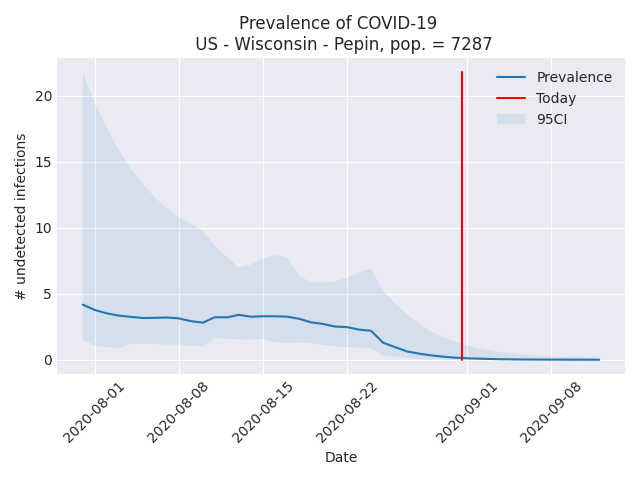 Prevalence of COVID-19
US - Wisconsin - Pepin, pop. = 7287
Prevalence
Today
95CI
# undetected infections
20
15
10
5
0
2020-08-01
2020-08-08
2020-08-15
2020-08-22
2020-09-01
2020-09-08
Date